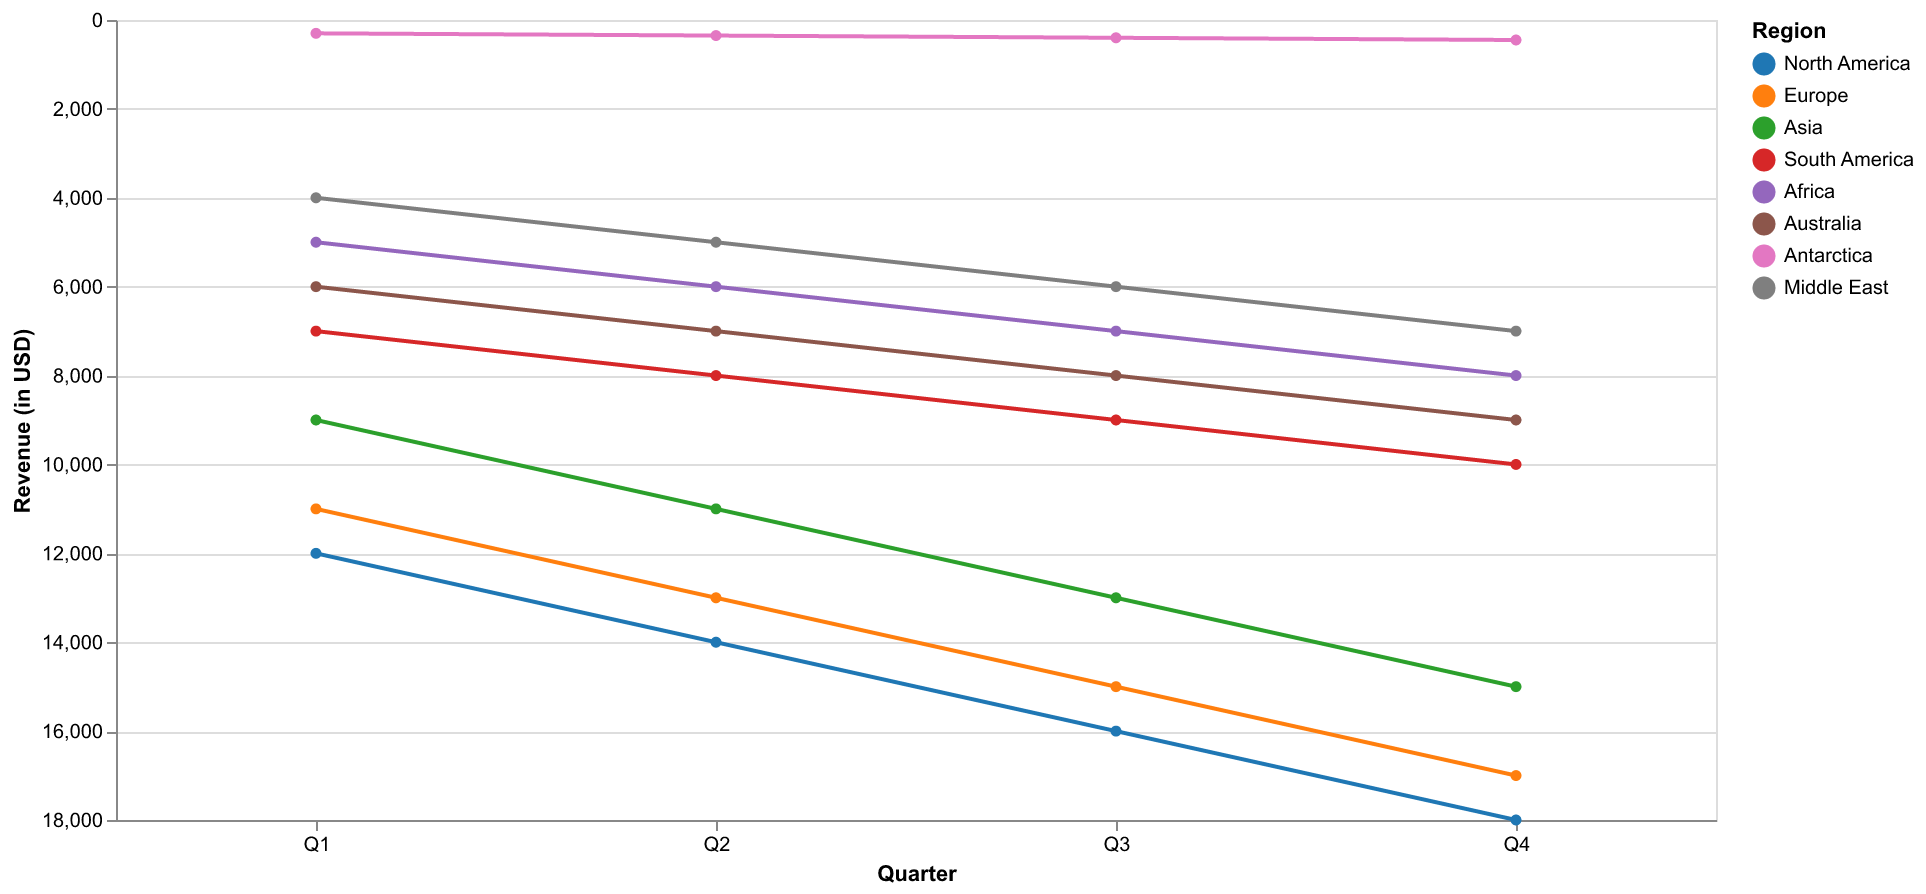 0
2,000
4,000
6,000
8,000
10,000
12,000
14,000
16,000
18,000
Revenue (in USD)
Q1
Q2
Q3
Q4
Quarter
Region
North America
Europe
Asia
South America
Africa
Australia
Antarctica
Middle East